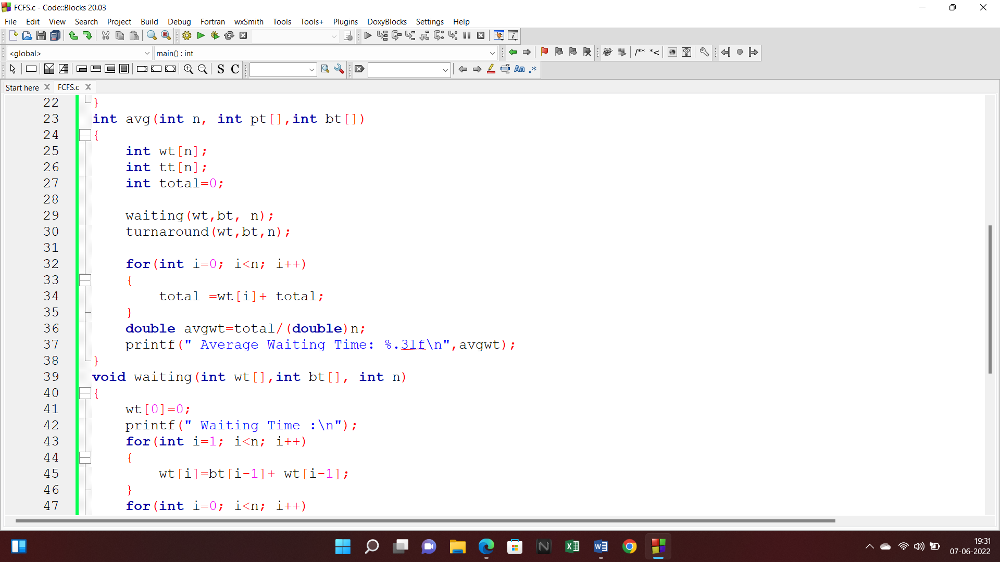 FCFS.c - Code::Blocks 20.03
File Edit View Search Project Build Debug Fortran wxSmith Tools Tools+ Plugins DoxyBlocks Settings Help
<global> main() : int /** *<
S C Aa .*
Start here FCFS.c
22 }
23 int avg(int n, int pt[],int bt[])
24 {
25 int wt[n];
26 int tt[n];
27 int total=0;
28
29 waiting(wt,bt, n);
30 turnaround(wt,bt,n);
31
32 for(int i=0; i<n; i++)
33 {
34 total =wt[i]+ total;
35 }
36 double avgwt=total/(double)n;
37 printf(" Average Waiting Time: %.3lf\n",avgwt);
38 }
39 void waiting(int wt[],int bt[], int n)
40 {
41 wt[0]=0;
42 printf(" Waiting Time :\n");
43 for(int i=1; i<n; i++)
44 {
45 wt[i]=bt[i-1]+ wt[i-1];
46 }
47 for(int i=0; i<n; i++)
19:31
07-06-2022